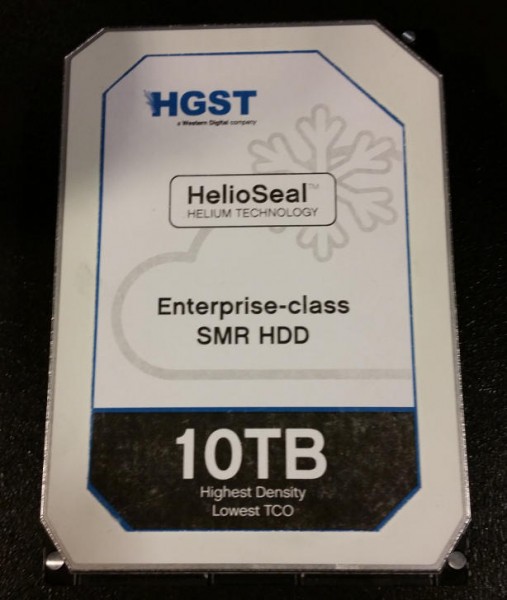 HGST
a Western Digital company
HelioSeal™
HELIUM TECHNOLOGY
Enterprise-class
SMR HDD
10TB
Highest Density
Lowest TCO